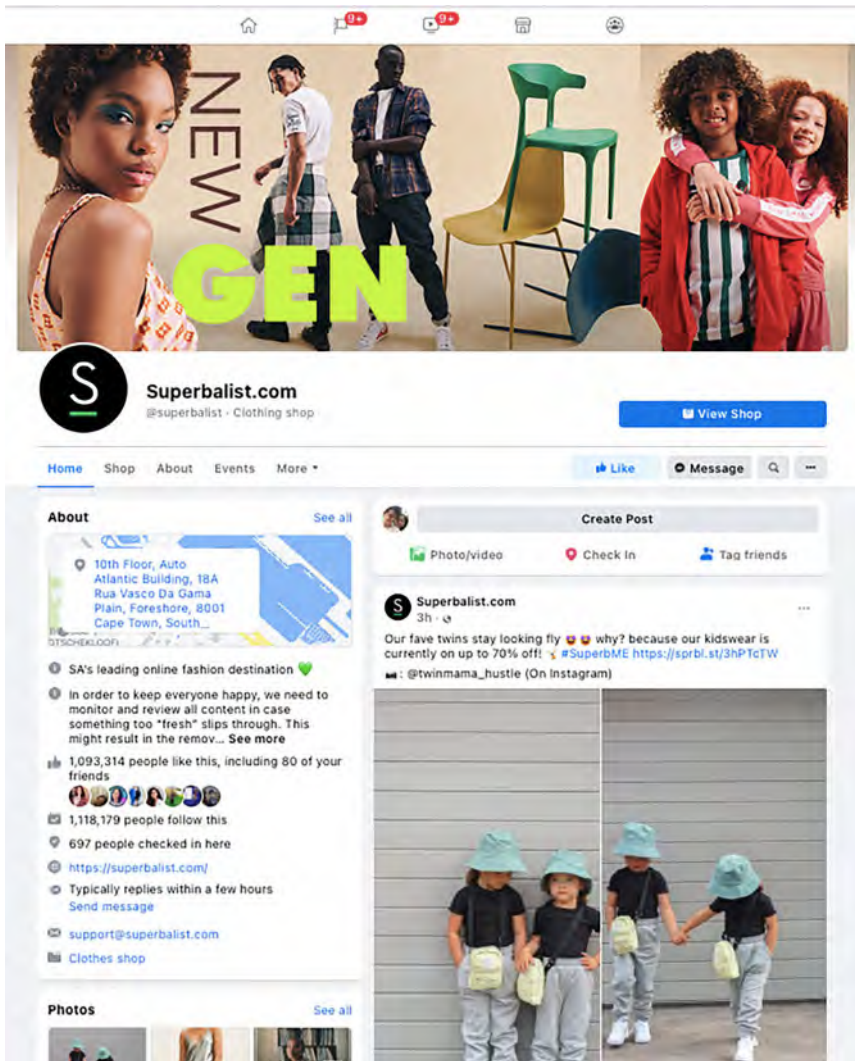 9+
9+
NEW
GEN
S
Superbalist.com
@superbalist · Clothing shop
View Shop
Home
Shop
About
Events
More
Like
Message
About
See all
10th Floor, Auto
Atlantic Building, 18A
Rua Vasco Da Gama
Plain, Foreshore, 8001
Cape Town, South...
SA's leading online fashion destination 💚
In order to keep everyone happy, we need to
monitor and review all content in case
something too "fresh" slips through. This
might result in the remov... See more
1,093,314 people like this, including 80 of your
friends
1,118,179 people follow this
697 people checked in here
https://superbalist.com/
Typically replies within a few hours
Send message
support@superbalist.com
Clothes shop
Photos
See all
Create Post
Photo/video
Check In
Tag friends
S
Superbalist.com
3h ·
Our fave twins stay looking fly why? because our kidswear is
currently on up to 70% off! #SuperbME https://sprbl.st/3hPTcTW
: @twinmama_hustle (On Instagram)